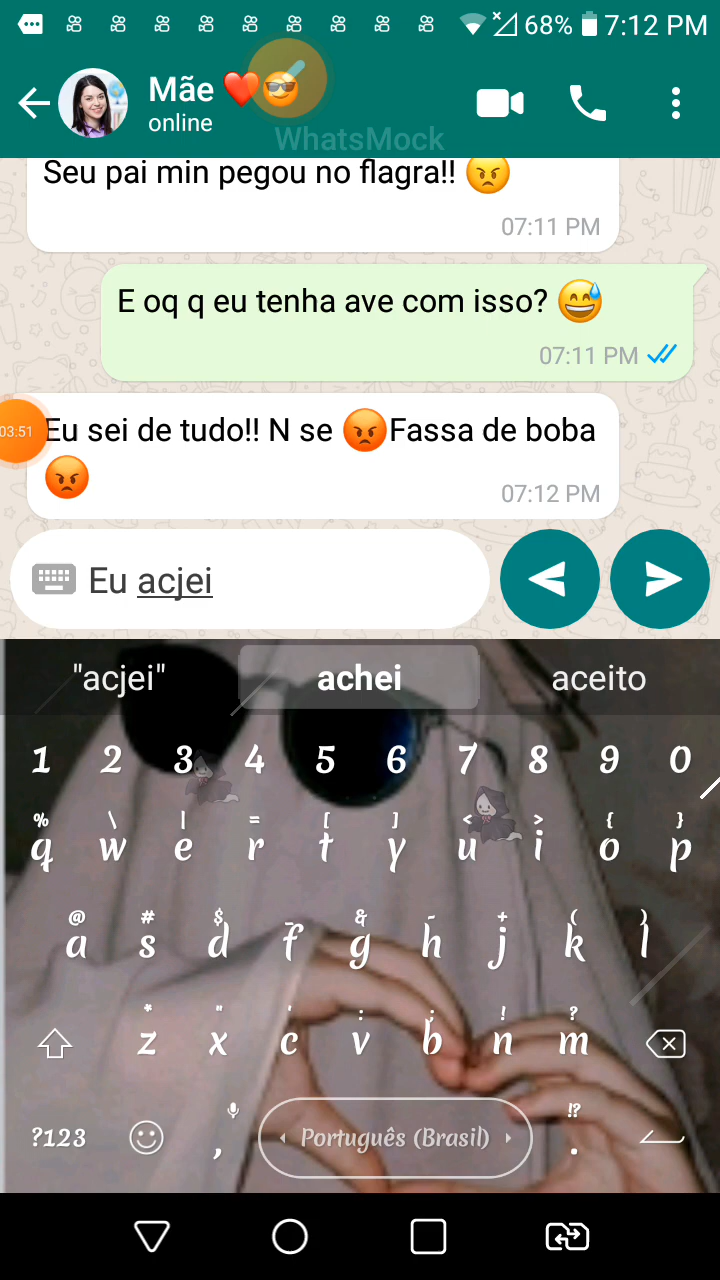 68% 7:12 PM
Mãe ❤️😎
online
WhatsMock
Seu pai min pegou no flagra!! 😠
07:11 PM
E oq q eu tenha ave com isso? 😅
07:11 PM
03:51
Eu sei de tudo!! N se 😡Fassa de boba
😡
07:12 PM
Eu acjei
"acjei" achei aceito
1 2 3 4 5 6 7 8 9 0
% \ | = [ ] < > { }
q w e r t y u i o p
@ # $ - & - + ( )
a s d f g h j k l
* " ' : ; ! ?
z x c v b n m
!?
?123 , Português (Brasil) .